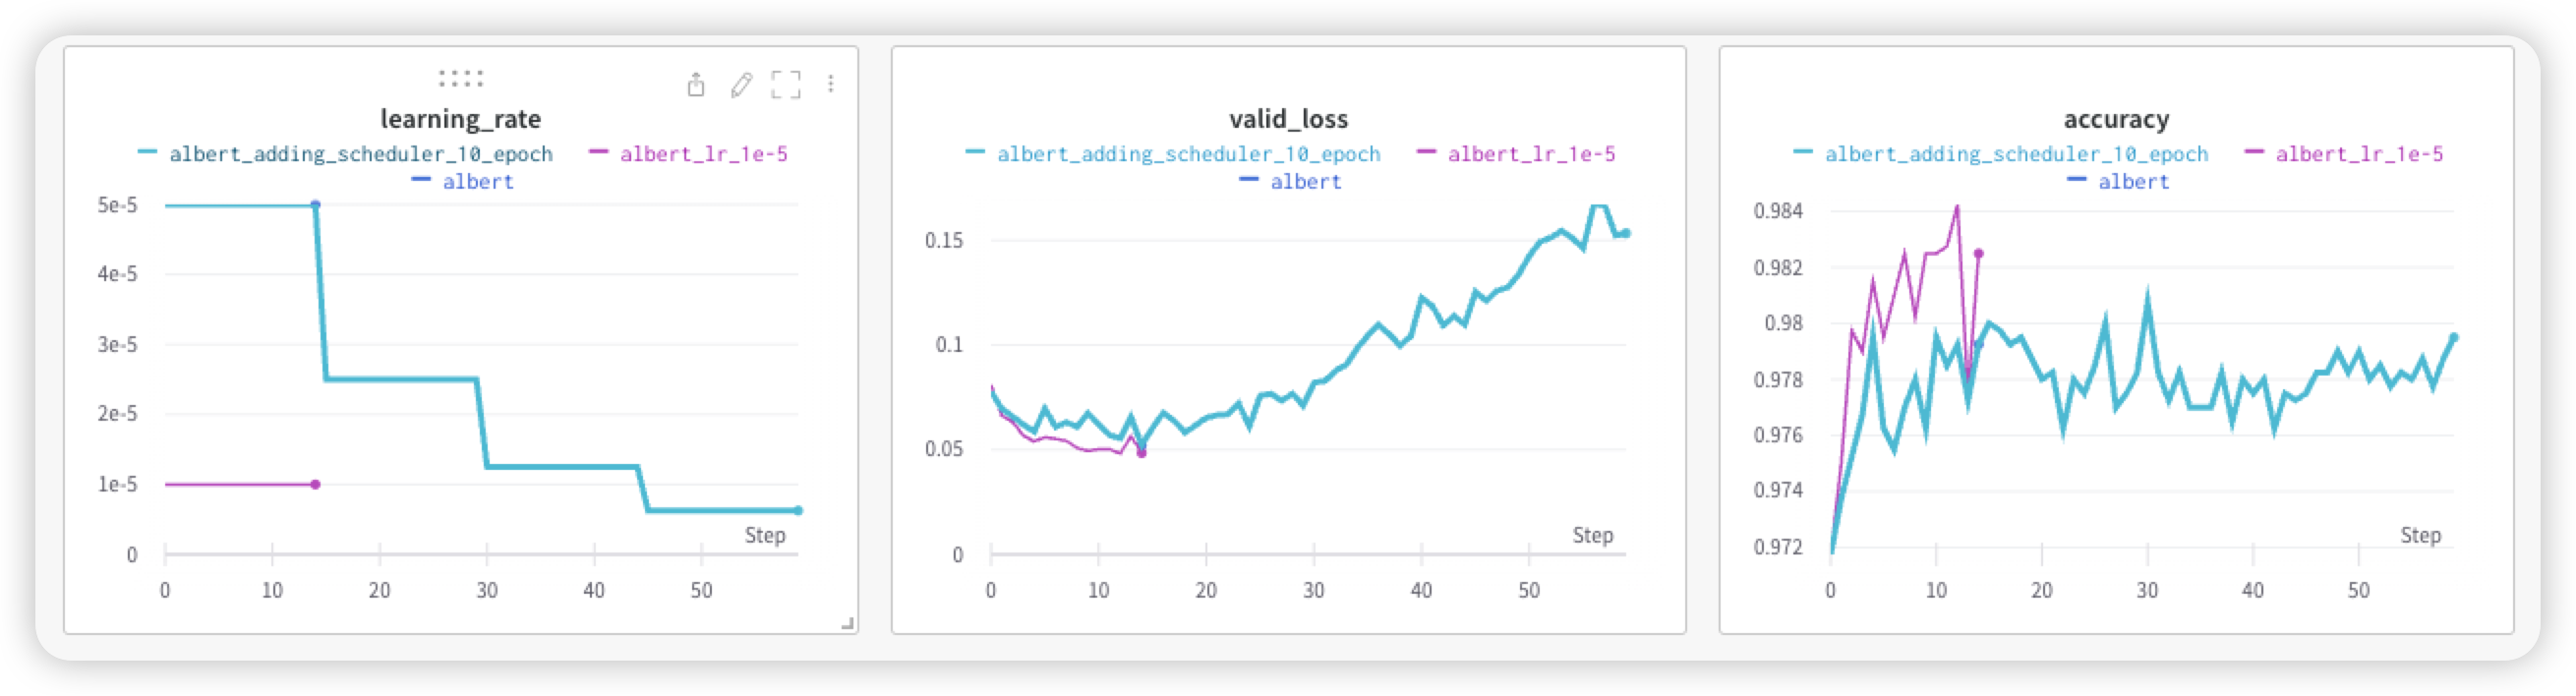 learning_rate
albert_adding_scheduler_10_epoch albert_lr_1e-5
albert
5e-5
4e-5
3e-5
2e-5
1e-5
0
Step
0 10 20 30 40 50
valid_loss
albert_adding_scheduler_10_epoch albert_lr_1e-5
albert
0.15
0.1
0.05
0
Step
0 10 20 30 40 50
accuracy
albert_adding_scheduler_10_epoch albert_lr_1e-5
albert
0.984
0.982
0.98
0.978
0.976
0.974
0.972
Step
0 10 20 30 40 50